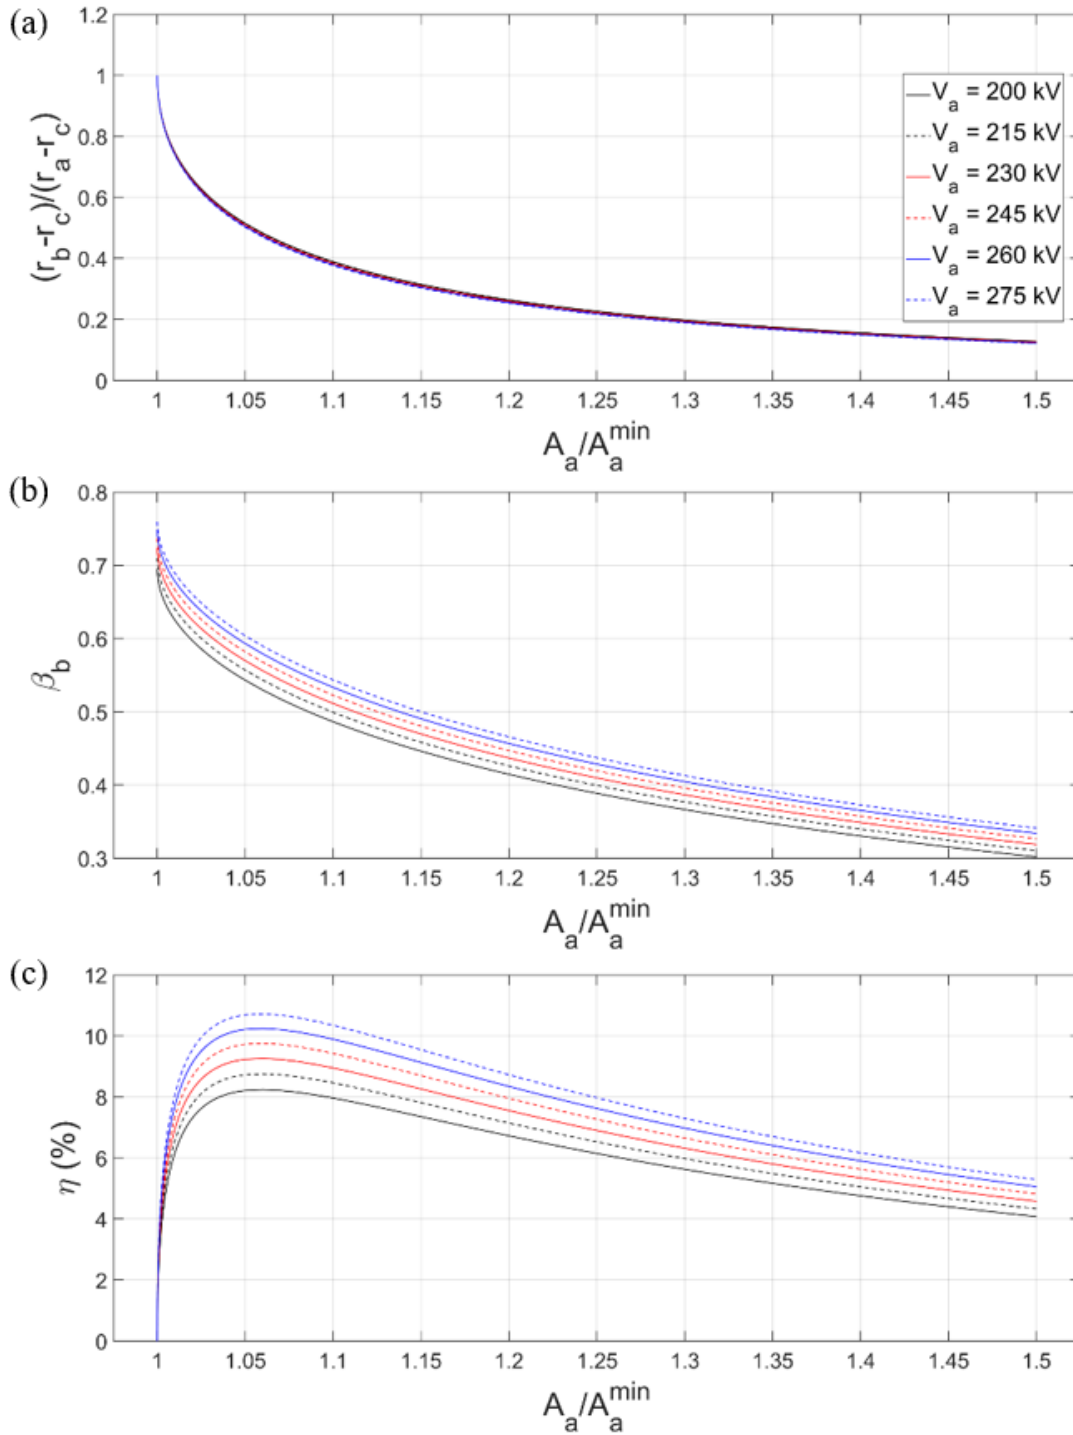 (a)
(r_b-r_c)/(r_a-r_c)
1.2
1
0.8
0.6
0.4
0.2
0
V_a = 200 kV
V_a = 215 kV
V_a = 230 kV
V_a = 245 kV
V_a = 260 kV
V_a = 275 kV
1 1.05 1.1 1.15 1.2 1.25 1.3 1.35 1.4 1.45 1.5
A_a/A_a^min
(b)
β_b
0.8
0.7
0.6
0.5
0.4
0.3
1 1.05 1.1 1.15 1.2 1.25 1.3 1.35 1.4 1.45 1.5
A_a/A_a^min
(c)
η (%)
12
10
8
6
4
2
0
1 1.05 1.1 1.15 1.2 1.25 1.3 1.35 1.4 1.45 1.5
A_a/A_a^min